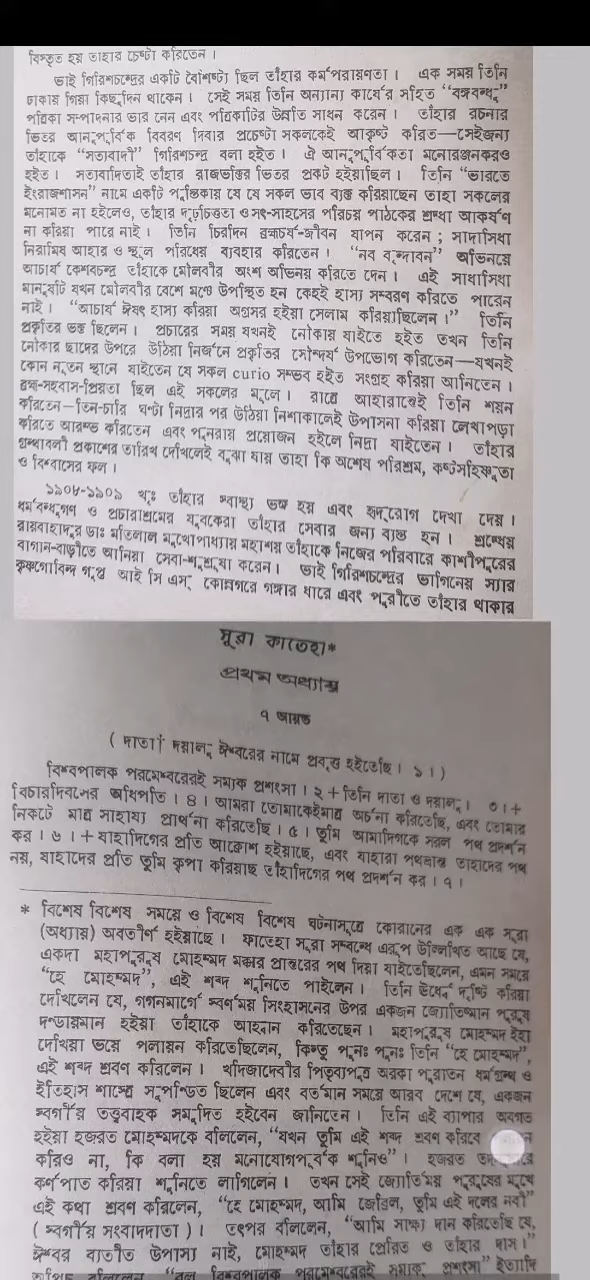 বিস্তৃত হয় তাহার চেষ্টা করিতেন ।
ভাই গিরিশচন্দ্রের একটি বৈশিষ্ট্য ছিল তাঁহার কর্মপরায়ণতা । এক সময় তিনি
ঢাকায় গিয়া কিছুদিন থাকেন । সেই সময় তিনি অন্যান্য কার্যের সহিত “বঙ্গবন্ধু”
পত্রিকা সম্পাদনার ভার নেন এবং পত্রিকাটির উন্নতি সাধন করেন । তাঁহার রচনার
ভিতর আনুপূর্বিক বিবরণ দিবার প্রচেষ্টা সকলকেই আকৃষ্ট করিত—সেইজন্য
তাঁহাকে “সত্যবাদী” গিরিশচন্দ্র বলা হইত । ঐ আনুপূর্বিকতা মনোরঞ্জনকরও
হইত । সত্যবাদিতাই তাঁহার রাজভক্তির ভিতর প্রকট হইয়াছিল । তিনি “ভারতে
ইংরাজশাসন” নামে একটি পুস্তিকায় যে যে সকল ভাব ব্যক্ত করিয়াছেন তাহা সকলের
মনোমত না হইলেও, তাঁহার দৃঢ়চিত্ততা ও সৎ-সাহসের পরিচয় পাঠকের শ্রদ্ধা আকর্ষণ
না করিয়া পারে নাই । তিনি চিরদিন ব্রহ্মচর্য-জীবন যাপন করেন ; সাদাসিধা
নিরামিষ আহার ও স্থূল পরিধেয় ব্যবহার করিতেন । “নব বৃন্দাবন” অভিনয়ে
আচার্য কেশবচন্দ্র তাঁহাকে মৌলবীর অংশ অভিনয় করিতে দেন । এই সাধাসিধা
মানুষটি যখন মৌলবীর বেশে মঞ্চে উপস্থিত হন কেহই হাস্য সম্বরণ করিতে পারেন
নাই । “আচার্য ঈষৎ হাস্য করিয়া অগ্রসর হইয়া সেলাম করিয়াছিলেন ।” তিনি
প্রকৃতির ভক্ত ছিলেন । প্রচারের সময় যখনই নৌকায় যাইতে হইত তখন তিনি
নৌকার ছাদের উপরে উঠিয়া নির্জনে প্রকৃতির সৌন্দর্য উপভোগ করিতেন—যখনই
কোন নূতন স্থানে যাইতেন যে সকল curio সম্ভব হইত সংগ্রহ করিয়া আনিতেন ।
ব্রহ্ম-সহবাস-প্রিয়তা ছিল এই সকলের মূলে । রাত্রে আহারান্তেই তিনি শয়ন
করিতেন—তিন-চারি ঘণ্টা নিদ্রার পর উঠিয়া নিশাকালেই উপাসনা করিয়া লেখাপড়া
করিতে আরম্ভ করিতেন এবং পুনরায় প্রয়োজন হইলে নিদ্রা যাইতেন । তাঁহার
গ্রন্থাবলী প্রকাশের তারিখ দেখিলেই বুঝা যায় তাহা কি অশেষ পরিশ্রম, কষ্টসহিষ্ণুতা
ও বিশ্বাসের ফল ।
১৯০৮-১৯০৯ খৃঃ তাঁহার স্বাস্থ্য ভঙ্গ হয় এবং হৃদ্‌রোগ দেখা দেয় ।
ধর্মবন্ধুগণ ও প্রচারাশ্রমের যুবকেরা তাঁহার সেবার জন্য ব্যস্ত হন । শ্রদ্ধেয়
রায়বাহাদুর ডাঃ মতিলাল মুখোপাধ্যায় মহাশয় তাঁহাকে নিজের পরিবারে কাশীপুরের
বাগান-বাড়ীতে আনিয়া সেবা-শুশ্রূষা করেন । ভাই গিরিশচন্দ্রের ভাগিনেয় স্যার
কৃষ্ণগোবিন্দ গুপ্ত আই সি এস্ কোন্নগরে গঙ্গার ধারে এবং পুরীতে তাঁহার থাকার
সূরা ফাতেহা*
প্রথম অধ্যায়
৭ আয়ত
( দাতা দয়ালু ঈশ্বরের নামে প্রবৃত্ত হইতেছি । ১। )
বিশ্বপালক পরমেশ্বরেরই সম্যক প্রশংসা । ২ + তিনি দাতা ও দয়ালু । ৩। +
বিচারদিবসের অধিপতি । ৪। আমরা তোমাকেইমাত্র অর্চনা করিতেছি, এবং তোমার
নিকটে মাত্র সাহায্য প্রার্থনা করিতেছি । ৫। তুমি আমাদিগকে সরল পথ প্রদর্শন
কর । ৬। + যাহাদিগের প্রতি আক্রোশ হইয়াছে, এবং যাহারা পথভ্রান্ত তাহাদের পথ
নয়, যাহাদের প্রতি তুমি কৃপা করিয়াছ তাঁহাদিগের পথ প্রদর্শন কর । ৭।
* বিশেষ বিশেষ সময়ে ও বিশেষ বিশেষ ঘটনাসূত্রে কোরানের এক এক সূরা
(অধ্যায়) অবতীর্ণ হইয়াছে । ফাতেহা সূরা সম্বন্ধে এরূপ উল্লিখিত আছে যে,
একদা মহাপুরুষ মোহম্মদ মক্কার প্রান্তরের পথ দিয়া যাইতেছিলেন, এমন সময়ে
“হে মোহম্মদ”, এই শব্দ শুনিতে পাইলেন । তিনি ঊর্ধ্বে দৃষ্টি করিয়া
দেখিলেন যে, গগনমার্গে স্বর্ণময় সিংহাসনের উপর একজন জ্যোতিষ্মান পুরুষ
দণ্ডায়মান হইয়া তাঁহাকে আহ্বান করিতেছেন । মহাপুরুষ মোহম্মদ ইহা
দেখিয়া ভয়ে পলায়ন করিতেছিলেন, কিন্তু পুনঃ পুনঃ তিনি “হে মোহম্মদ”,
এই শব্দ শ্রবণ করিলেন । খদিজাদেবীর পিতৃব্যপুত্র অরকা পুরাতন ধর্মগ্রন্থ ও
ইতিহাস শাস্ত্রে সুপণ্ডিত ছিলেন এবং বর্তমান সময়ে আরব দেশে যে, একজন
স্বর্গীয় তত্ত্ববাহক সমুদিত হইবেন জানিতেন । তিনি এই ব্যাপার অবগত
হইয়া হজরত মোহম্মদকে বলিলেন, “যখন তুমি এই শব্দ শ্রবণ করিবে
করিও না, কি বলা হয় মনোযোগপূর্বক শুনিও” । হজরত
কর্ণপাত করিয়া শুনিতে লাগিলেন । তখন সেই জ্যোতির্ময় পুরুষের মুখে
এই কথা শ্রবণ করিলেন, “হে মোহম্মদ, আমি জেব্রিল, তুমি এই দলের নবী”
( স্বর্গীয় সংবাদদাতা ) । তৎপর বলিলেন, “আমি সাক্ষ্য দান করিতেছি যে,
ঈশ্বর ব্যতীত উপাস্য নাই, মোহম্মদ তাঁহার প্রেরিত ও তাঁহার দাস ।”
বলিলেন, “বল বিশ্বপালক পরমেশ্বরেরই সম্যক্ প্রশংসা” ইত্যাদি